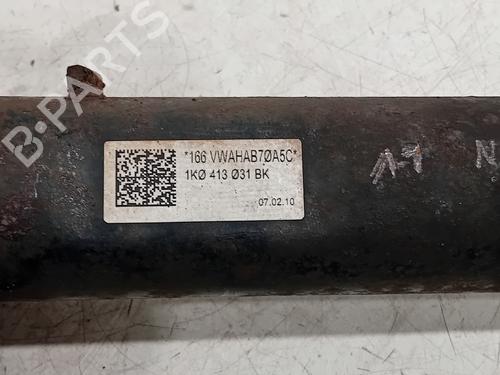 B-PARTS
*166 VWAHAB7ØA5C*
1KØ 413 Ø31 BK
07.02.10
N